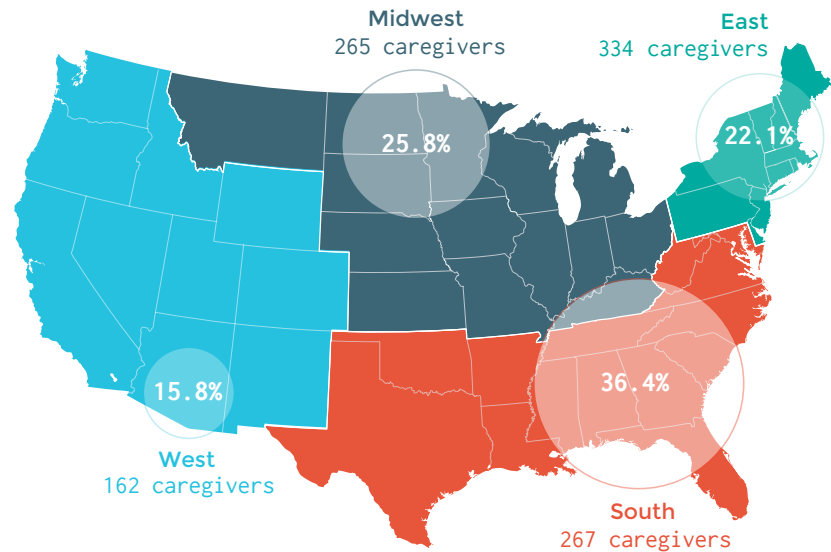 Midwest
265 caregivers
East
334 caregivers
25.8%
22.1%
15.8%
36.4%
West
162 caregivers
South
267 caregivers